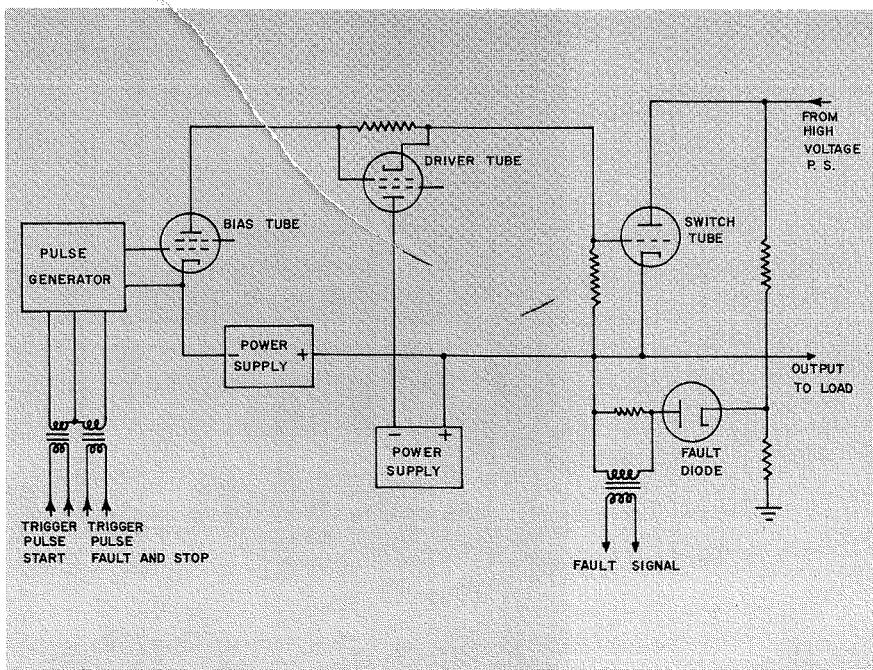 FROM
HIGH
VOLTAGE
P. S.
DRIVER TUBE
BIAS TUBE
SWITCH
TUBE
PULSE
GENERATOR
- POWER +
SUPPLY
OUTPUT
TO LOAD
- +
POWER
SUPPLY
FAULT
DIODE
TRIGGER TRIGGER
PULSE PULSE
START FAULT AND STOP
FAULT SIGNAL